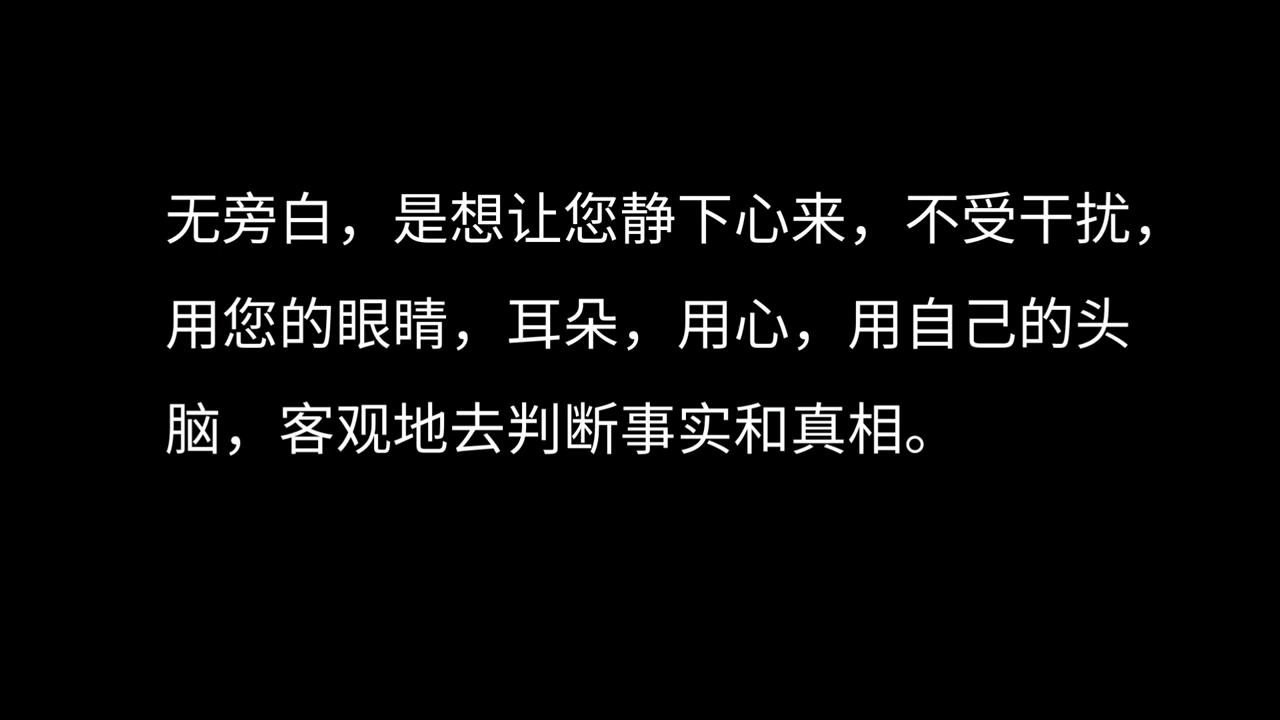 无旁白，是想让您静下心来，不受干扰，
用您的眼睛，耳朵，用心，用自己的头
脑，客观地去判断事实和真相。